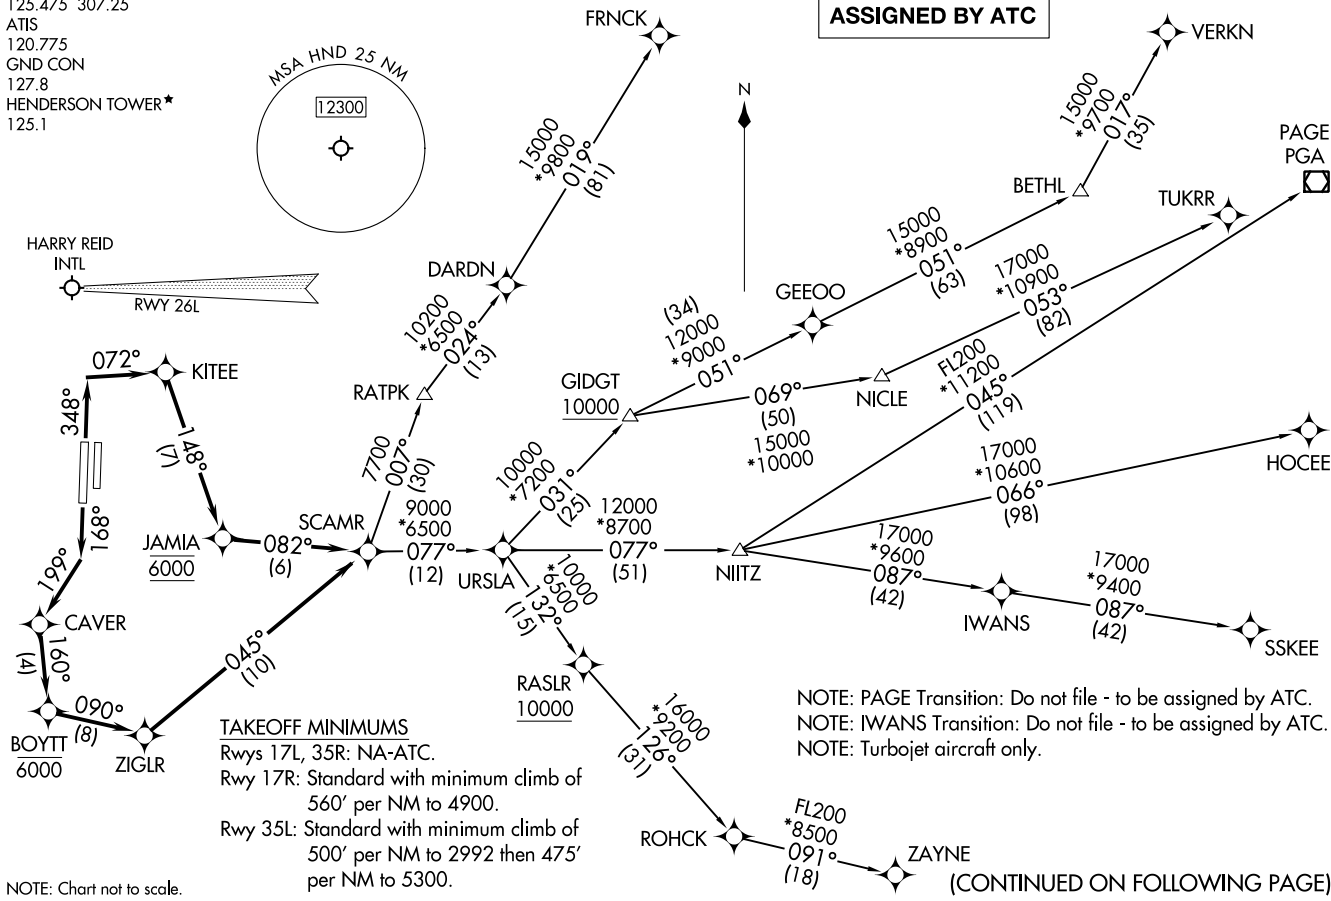 125.475 307.25
ATIS
120.775
GND CON
127.8
HENDERSON TOWER★
125.1
MSA HND 25 NM
12300
ASSIGNED BY ATC
N
FRNCK
VERKN
15000
*9700
017°
(35)
PAGE
PGA
BETHL
TUKRR
15000
*9800
019°
(81)
HARRY REID
INTL
RWY 26L
DARDN
15000
*8900
051°
(63)
17000
*10900
053°
(82)
GEEOO
(34)
12000
*9000
051°
10200
*6500
024°
(13)
072°
KITEE
348°
RATPK
GIDGT
10000
069°
(50)
15000
*10000
NICLE
FL200
*11200
045°
(119)
148°
(7)
7700
007°
(30)
10000
*7200
031°
(25)
17000
*10600
066°
(98)
HOCEE
168°
JAMIA
6000
082°
(6)
SCAMR
9000
*6500
077°
(12)
URSLA
12000
*8700
077°
(51)
NIITZ
17000
*9600
087°
(42)
IWANS
17000
*9400
087°
(42)
SSKEE
199°
CAVER
160°
(4)
045°
(10)
10000
*6500
132°
(15)
RASLR
10000
090°
(8)
BOYTT
6000
ZIGLR
16000
*9200
126°
(31)
ROHCK
FL200
*8500
091°
(18)
ZAYNE
NOTE: PAGE Transition: Do not file - to be assigned by ATC.
NOTE: IWANS Transition: Do not file - to be assigned by ATC.
NOTE: Turbojet aircraft only.
TAKEOFF MINIMUMS
Rwys 17L, 35R: NA-ATC.
Rwy 17R: Standard with minimum climb of
560' per NM to 4900.
Rwy 35L: Standard with minimum climb of
500' per NM to 2992 then 475'
per NM to 5300.
NOTE: Chart not to scale.
(CONTINUED ON FOLLOWING PAGE)